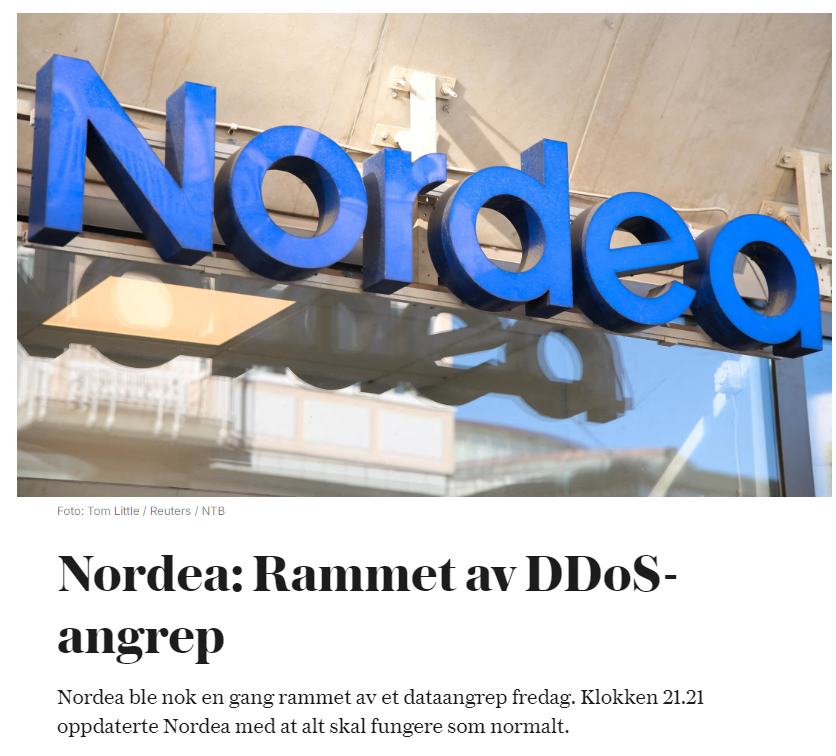 Nordea
Foto: Tom Little / Reuters / NTB
Nordea: Rammet av DDoS-
angrep
Nordea ble nok en gang rammet av et dataangrep fredag. Klokken 21.21
oppdaterte Nordea med at alt skal fungere som normalt.